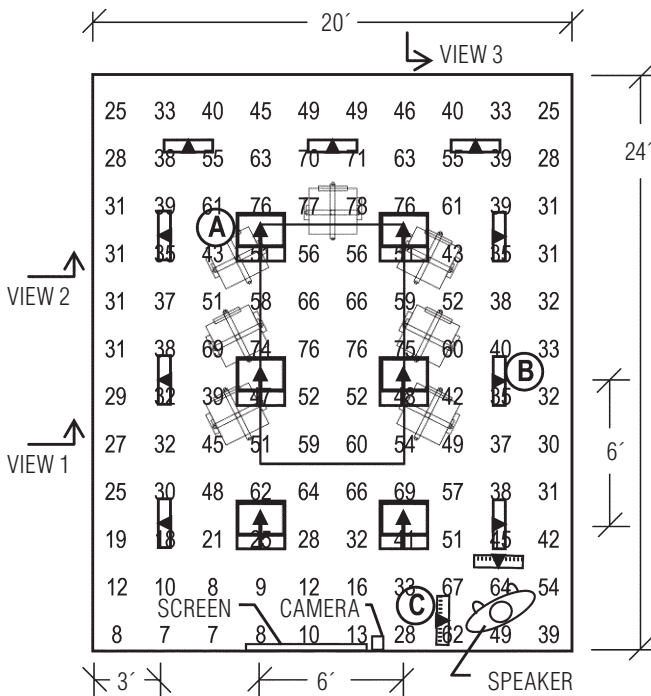 20´
VIEW 3
25 33 40 45 49 49 46 40 33 25
24´
28 38 55 63 70 71 63 55 39 28
31 39 61 76 77 78 76 61 39 31
A
31 35 43 51 56 56 51 43 35 31
VIEW 2
31 37 51 58 66 66 59 52 38 32
31 38 69 74 76 76 75 60 40 33
B
29 32 39 47 52 52 48 42 35 32
27 32 45 51 59 60 54 49 37 30
VIEW 1
6´
25 30 48 62 64 66 69 57 38 31
19 18 21 25 28 32 41 51 45 42
12 10 8 9 12 16 33 67 64 54
SCREEN CAMERA C
8 7 7 8 10 13 28 62 49 39
3´ 6´ SPEAKER